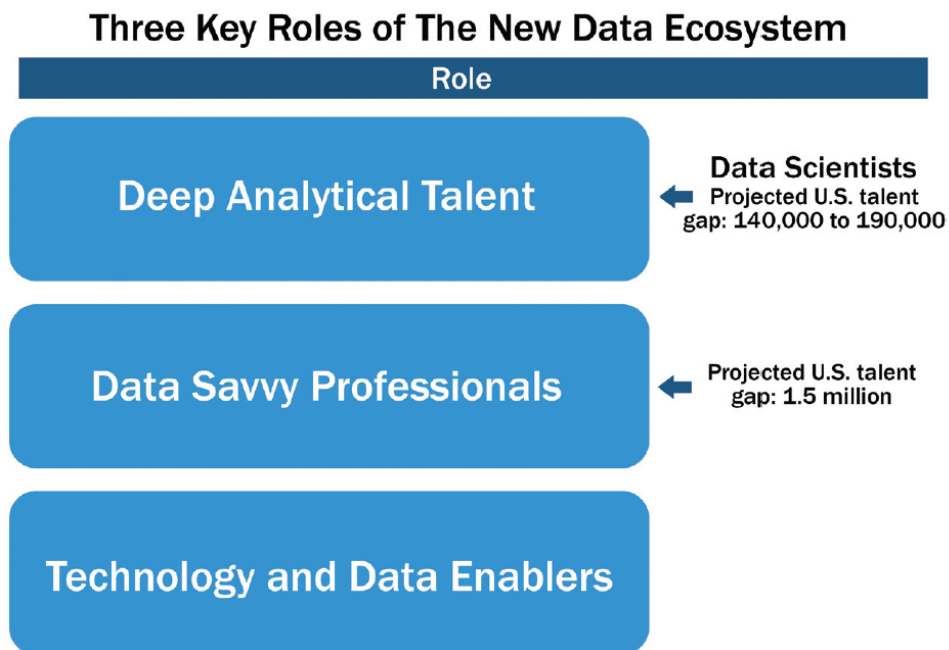 Three Key Roles of The New Data Ecosystem
Role
Deep Analytical Talent
Data Scientists
Projected U.S. talent
gap: 140,000 to 190,000
Data Savvy Professionals
Projected U.S. talent
gap: 1.5 million
Technology and Data Enablers